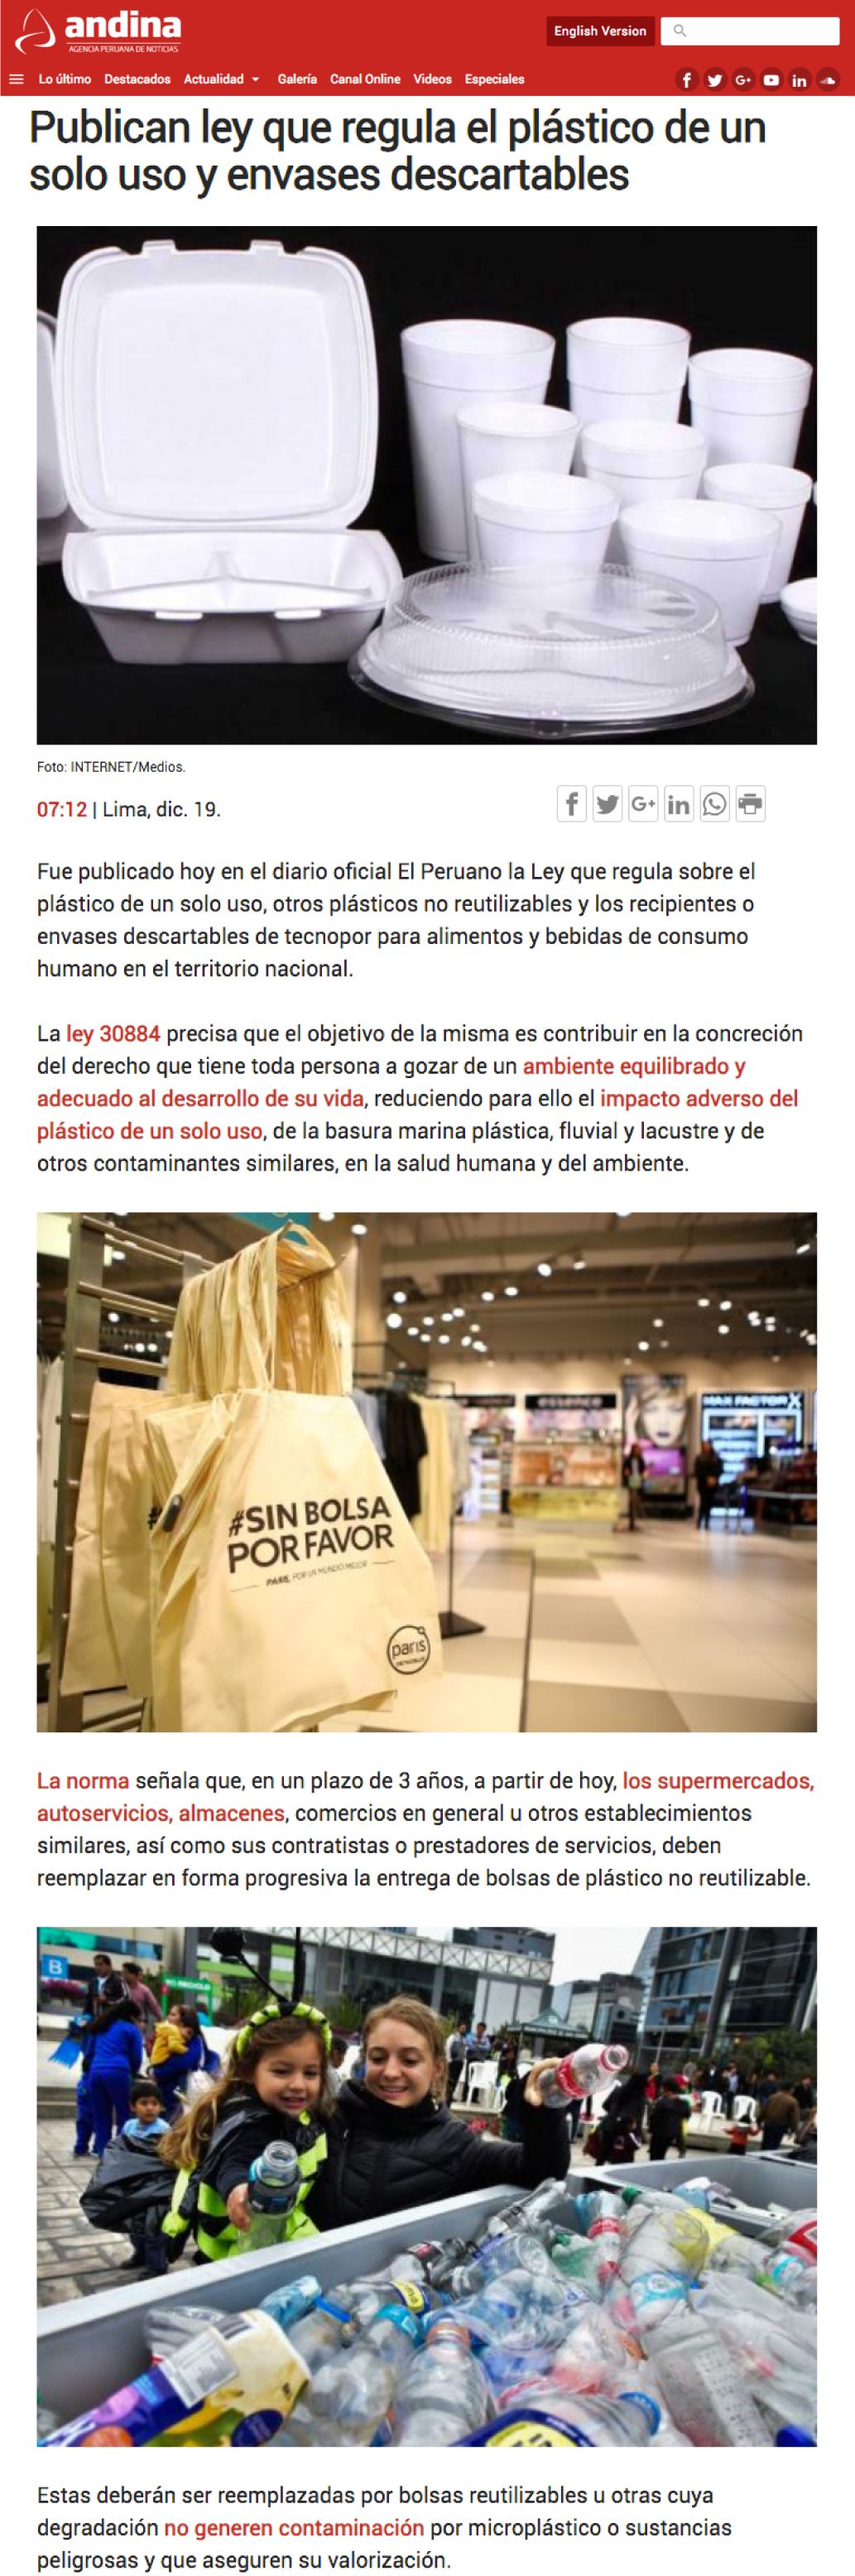 andina
AGENCIA PERUANA DE NOTICIAS
English Version
Lo último Destacados Actualidad Galería Canal Online Videos Especiales
Publican ley que regula el plástico de un
solo uso y envases descartables
Foto: INTERNET/Medios.
07:12 | Lima, dic. 19.
Fue publicado hoy en el diario oficial El Peruano la Ley que regula sobre el
plástico de un solo uso, otros plásticos no reutilizables y los recipientes o
envases descartables de tecnopor para alimentos y bebidas de consumo
humano en el territorio nacional.
La ley 30884 precisa que el objetivo de la misma es contribuir en la concreción
del derecho que tiene toda persona a gozar de un ambiente equilibrado y
adecuado al desarrollo de su vida, reduciendo para ello el impacto adverso del
plástico de un solo uso, de la basura marina plástica, fluvial y lacustre y de
otros contaminantes similares, en la salud humana y del ambiente.
essence
MAX FACTOR X
#SIN BOLSA
POR FAVOR
PARIS, POR UN MUNDO MEJOR
paris
La norma señala que, en un plazo de 3 años, a partir de hoy, los supermercados,
autoservicios, almacenes, comercios en general u otros establecimientos
similares, así como sus contratistas o prestadores de servicios, deben
reemplazar en forma progresiva la entrega de bolsas de plástico no reutilizable.
B
YO RECICLO
Estas deberán ser reemplazadas por bolsas reutilizables u otras cuya
degradación no generen contaminación por microplástico o sustancias
peligrosas y que aseguren su valorización.